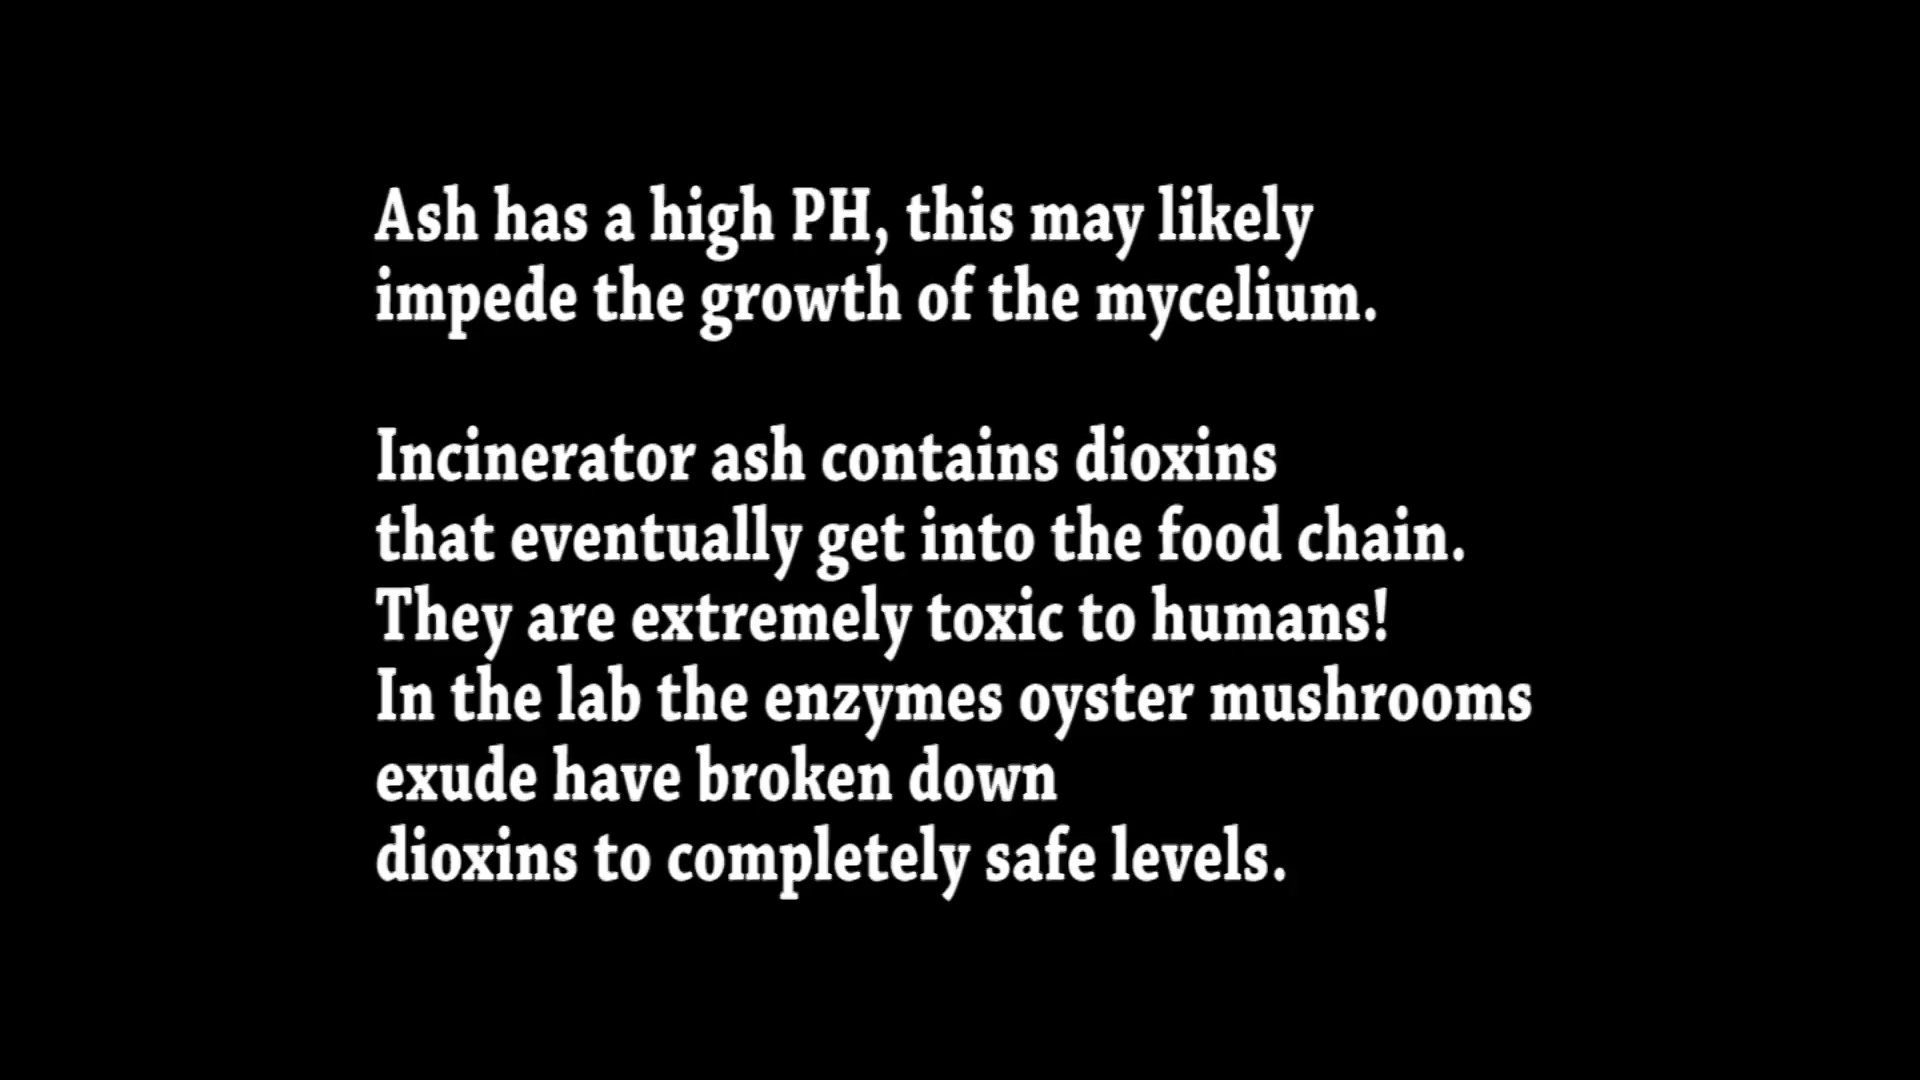 Ash has a high PH, this may likely
impede the growth of the mycelium.
Incinerator ash contains dioxins
that eventually get into the food chain.
They are extremely toxic to humans!
In the lab the enzymes oyster mushrooms
exude have broken down
dioxins to completely safe levels.